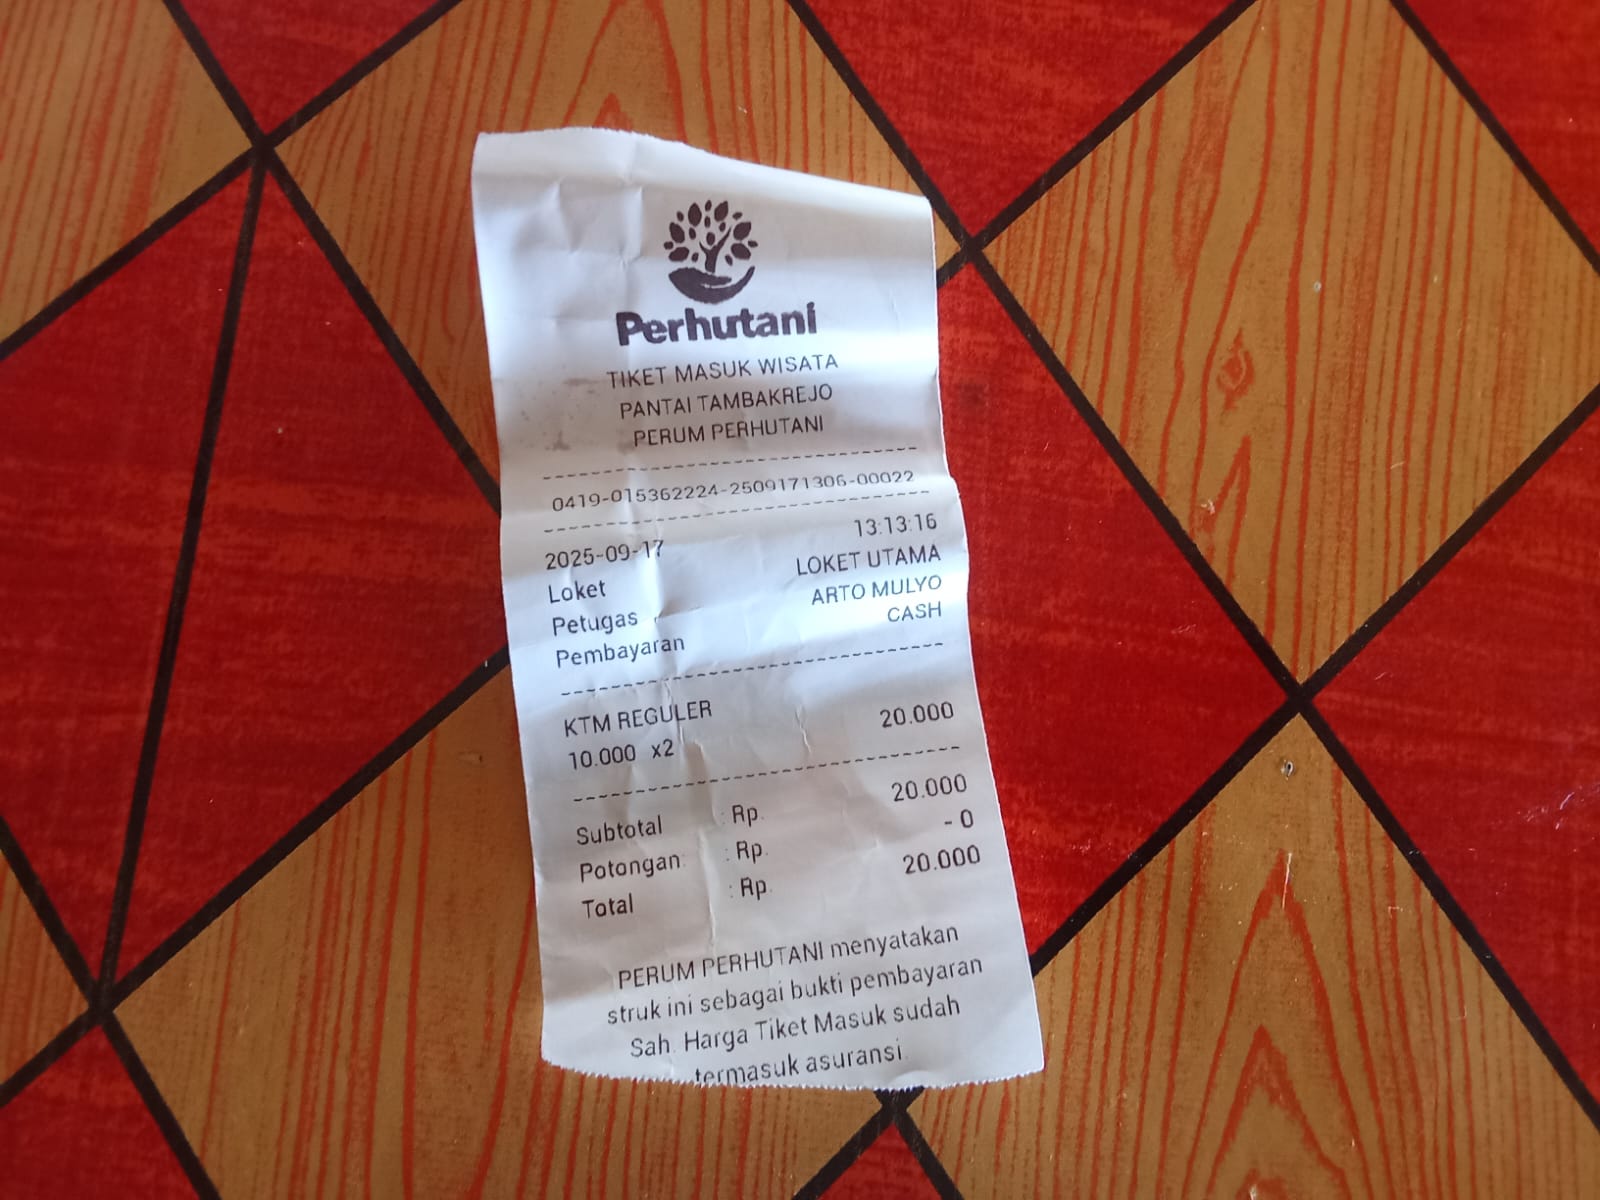 Perhutani
TIKET MASUK WISATA
PANTAI TAMBAKREJO
PERUM PERHUTANI
0419-015362224-2509171306-00022
2025-09-17 13:13:16
Loket LOKET UTAMA
Petugas ARTO MULYO
Pembayaran CASH
KTM REGULER
10.000 x2 20.000
Subtotal : Rp. 20.000
Potongan : Rp. - 0
Total : Rp. 20.000
PERUM PERHUTANI menyatakan
struk ini sebagai bukti pembayaran
Sah. Harga Tiket Masuk sudah
termasuk asuransi.